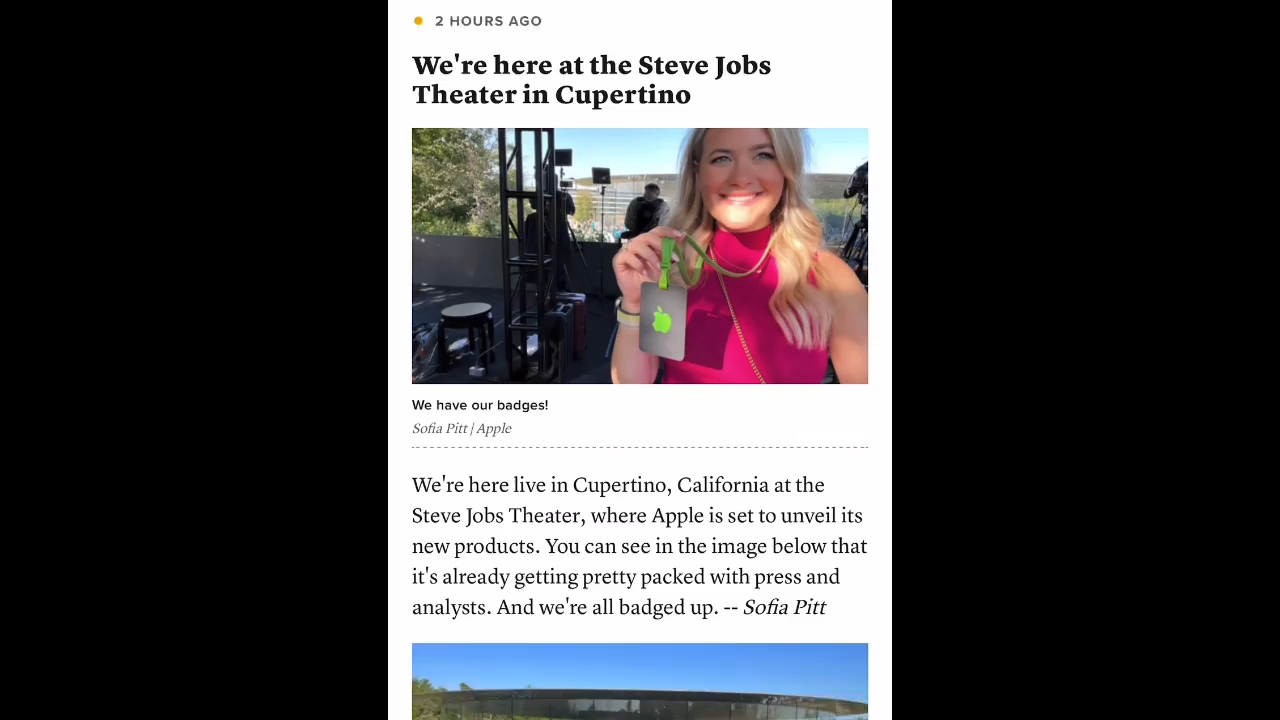 2 HOURS AGO
We're here at the Steve Jobs
Theater in Cupertino
We have our badges!
Sofia Pitt | Apple
We're here live in Cupertino, California at the
Steve Jobs Theater, where Apple is set to unveil its
new products. You can see in the image below that
it's already getting pretty packed with press and
analysts. And we're all badged up. -- Sofia Pitt